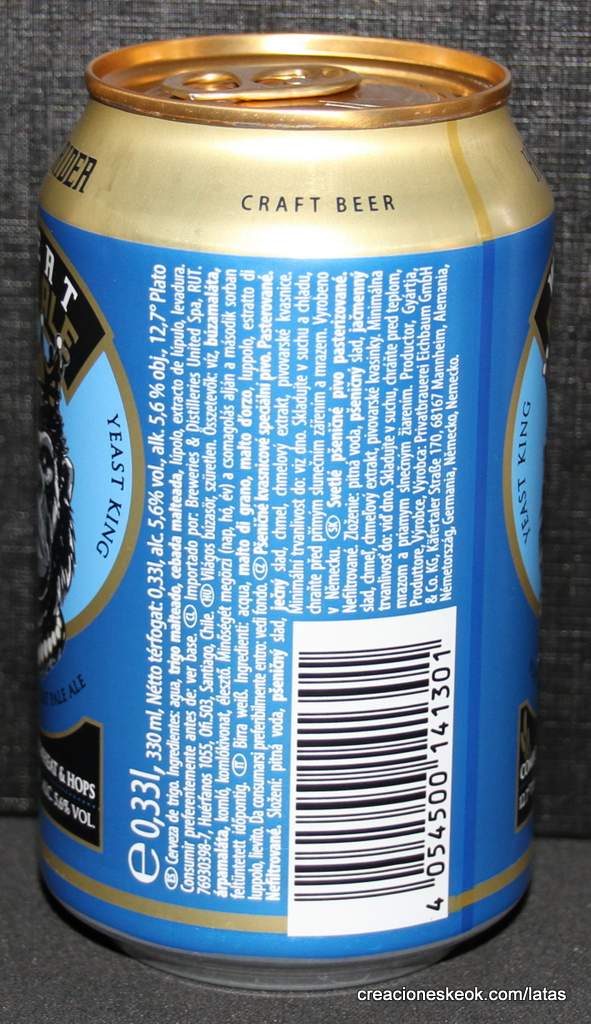 CRAFT BEER
YEAST KING
PALE ALE
& HOPS
ALC. 5,6% VOL.
YEAST KING
e 0,33l, 330 ml, Nétto térfogat: 0,33l, alc. 5,6% vol., alk. 5,6 % obj., 12,7° Plato
ES Cerveza de trigo. Ingredientes: agua, trigo malteado, cebada malteada, lúpulo, extracto de lúpulo, levadura.
Consumir preferentemente antes de: ver base. Importado por: Breweries & Distilleries United Spa, RUT.
76930398-7, Huérfanos 1055, Of.503, Santiago, Chile. HU Világos búzasör, szűretlen. Összetevők: víz, búzamaláta,
árpamaláta, komló, komlókivonat, élesztő. Minőségét megőrzi (nap, hó, év) a csomagolás alján a második sorban
feltüntetett időpontig. IT Birra weiß. Ingredienti: acqua, malto di grano, malto d'orzo, luppolo, estratto di
luppolo, lievito. Da consumarsi preferibilmente entro: vedi fondo. CZ Pšeničné kvasnicové speciální pivo. Pasterované.
Nefiltrované. Složení: pitná voda, pšeničný slad, ječný slad, chmel, chmelový extrakt, pivovarské kvasnice.
Minimální trvanlivost do: viz dno. Skladujte v suchu a chladu,
chraňte před přímým slunečním zářením a mrazem. Vyrobeno
v Německu. SK Svetlé pšeničné pivo pasterizované.
Nefiltrované. Zloženie: pitná voda, pšeničný slad, jačmenný
slad, chmel, chmeľový extrakt, pivovarské kvasinky. Minimálna
trvanlivosť do: viď dno. Skladujte v suchu, chráňte pred teplom,
mrazom a priamym slnečným žiarením. Productor, Gyártja,
Produttore, Výrobce, Výrobca: Privatbrauerei Eichbaum GmbH
& Co. KG, Käfertaler Straße 170, 68167 Mannheim, Alemania,
Németország, Germania, Německo, Nemecko.
4 054500 141301
creacioneskeok.com/latas